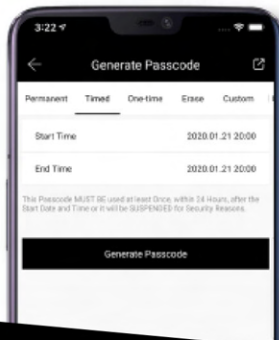 3:22
Generate Passcode
Permanent Timed One-time Erase Custom
Start Time 2020.01.21 20:00
End Time 2020.01.21 20:00
This Passcode MUST BE used at least Once, within 24 Hours, after the
Start Date and Time or it will be SUSPENDED for Security Reasons.
Generate Passcode